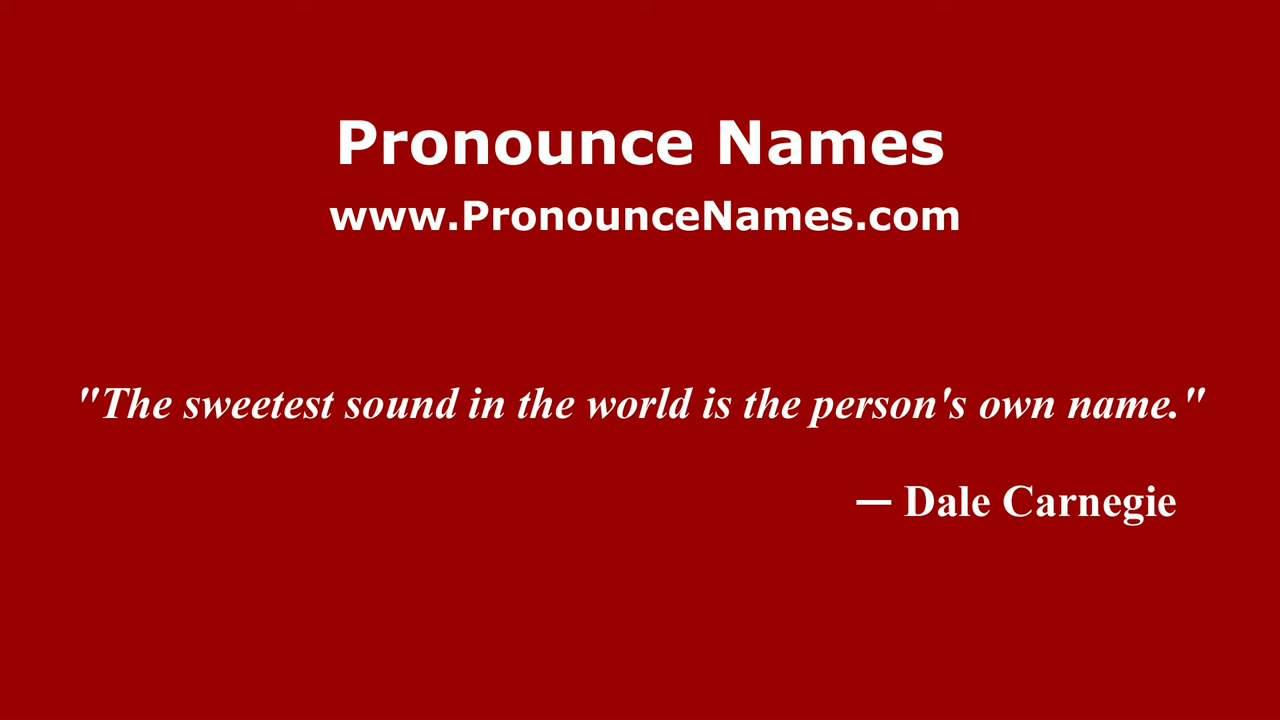 Pronounce Names
www.PronounceNames.com
"The sweetest sound in the world is the person's own name."
— Dale Carnegie